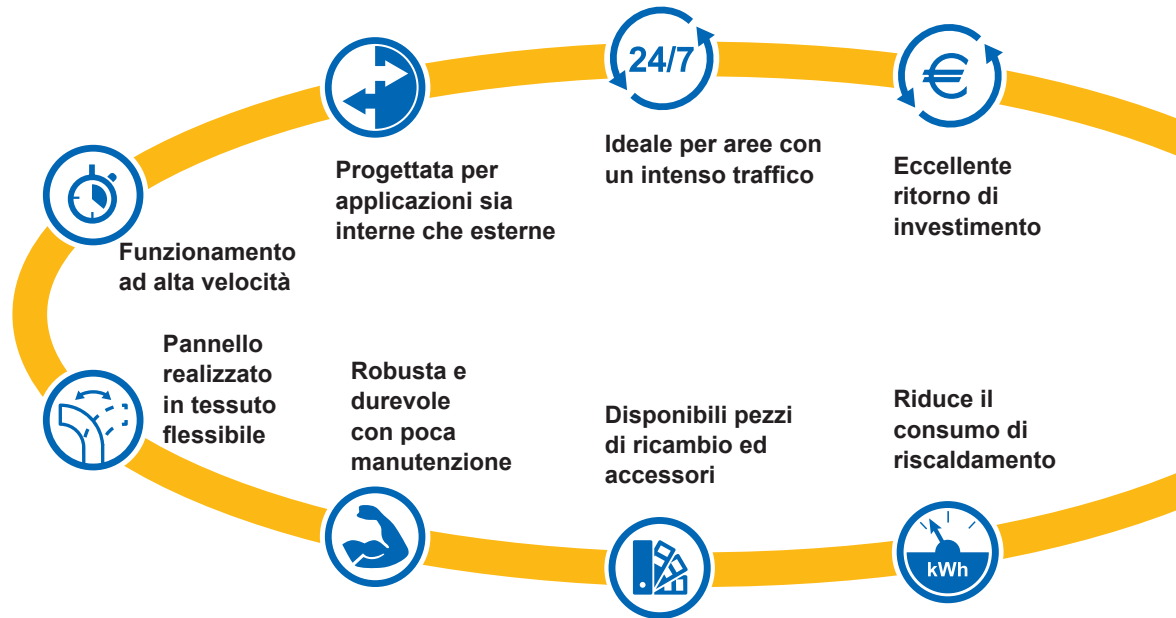 24/7
€
Progettata per
applicazioni sia
interne che esterne
Ideale per aree con
un intenso traffico
Eccellente
ritorno di
investimento
Funzionamento
ad alta velocità
Pannello
realizzato
in tessuto
flessibile
Robusta e
durevole
con poca
manutenzione
Disponibili pezzi
di ricambio ed
accessori
Riduce il
consumo di
riscaldamento
kWh